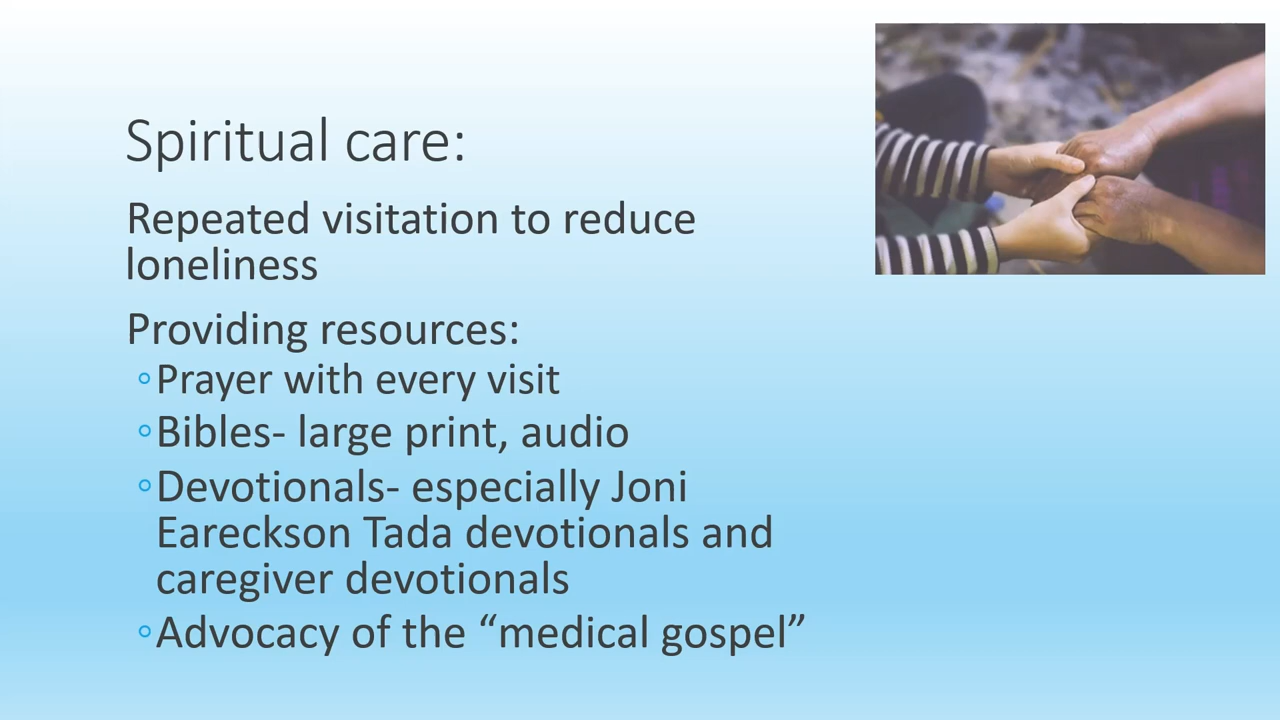 Spiritual care:
Repeated visitation to reduce
loneliness
Providing resources:
◦Prayer with every visit
◦Bibles- large print, audio
◦Devotionals- especially Joni
Eareckson Tada devotionals and
caregiver devotionals
◦Advocacy of the “medical gospel”